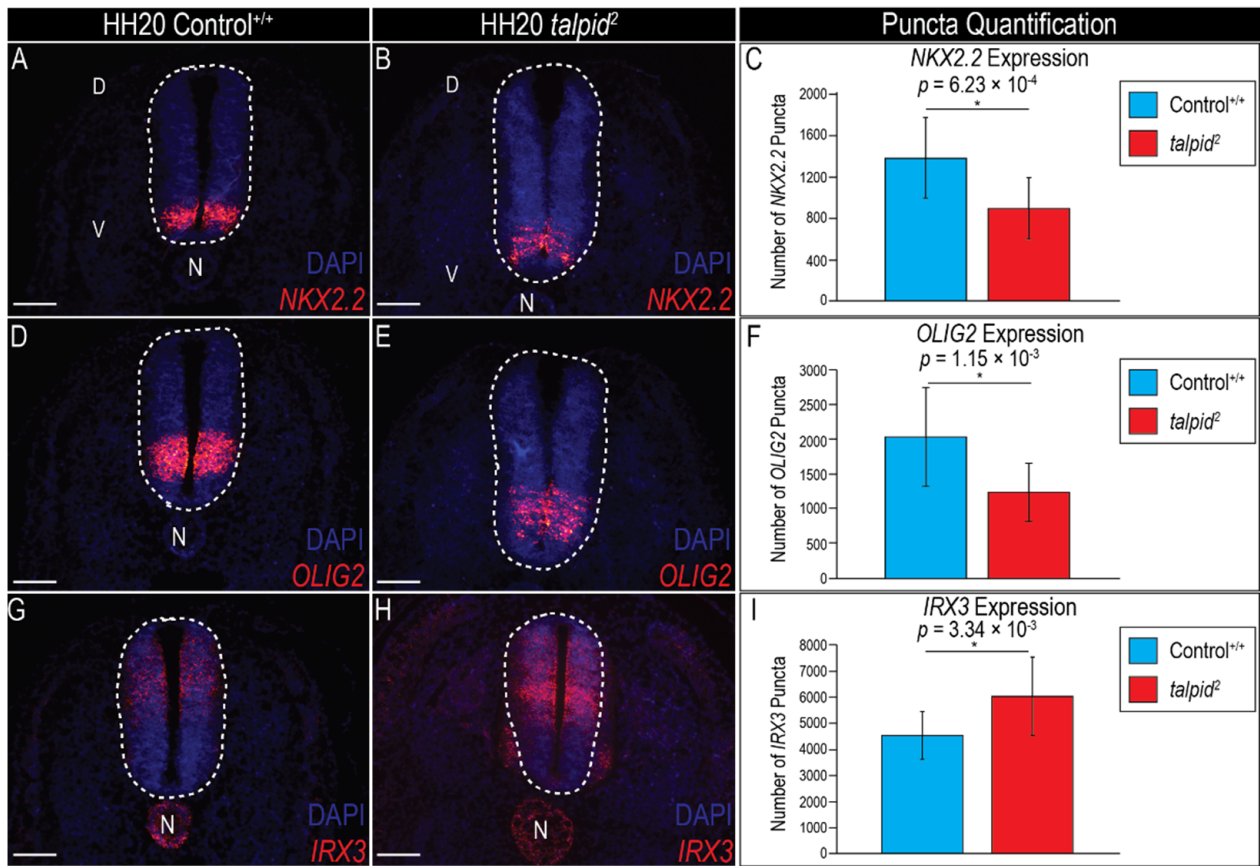 HH20 Control+/+
HH20 talpid²
Puncta Quantification
A
D
V
N
DAPI
NKX2.2
B
D
V
N
DAPI
NKX2.2
C
NKX2.2 Expression
p = 6.23 × 10⁻⁴
*
Number of NKX2.2 Puncta
2000
1600
1200
800
400
0
Control+/+
talpid²
D
N
DAPI
OLIG2
E
DAPI
OLIG2
F
OLIG2 Expression
p = 1.15 × 10⁻³
*
Number of OLIG2 Puncta
3000
2500
2000
1500
1000
500
0
Control+/+
talpid²
G
N
DAPI
IRX3
H
N
DAPI
IRX3
I
IRX3 Expression
p = 3.34 × 10⁻³
*
Number of IRX3 Puncta
8000
7000
6000
5000
4000
3000
2000
1000
0
Control+/+
talpid²